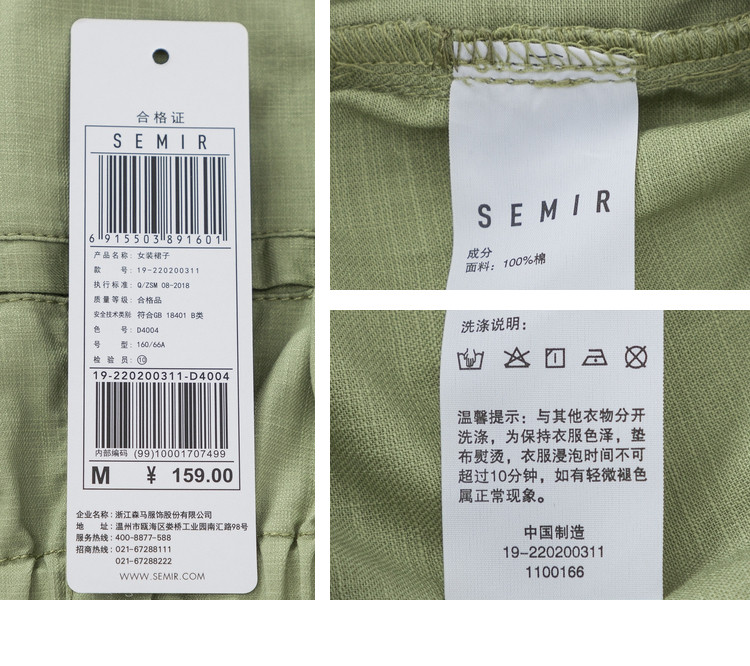 合格证
SEMIR
6 915503 891601
产品名称: 女装裙子
款 号: 19-220200311
执行标准: Q/ZSM 08-2018
质量等级: 合格品
安全技术类别 符合GB 18401 B类
色 号: D4004
号 型: 160/66A
检 验 员: ⑩
19-220200311-D4004
内部编码 (99)10001707499
M ¥ 159.00
企业名称: 浙江森马服饰股份有限公司
地 址: 温州市瓯海区娄桥工业园南汇路98号
服务热线: 400-8877-588
招商热线: 021-67288111
021-67288222
WWW.SEMIR.COM
SEMIR
成分
面料: 100%棉
洗涤说明:
温馨提示: 与其他衣物分开
洗涤, 为保持衣服色泽, 垫
布熨烫, 衣服浸泡时间不可
超过10分钟, 如有轻微褪色
属正常现象。
中国制造
19-220200311
1100166